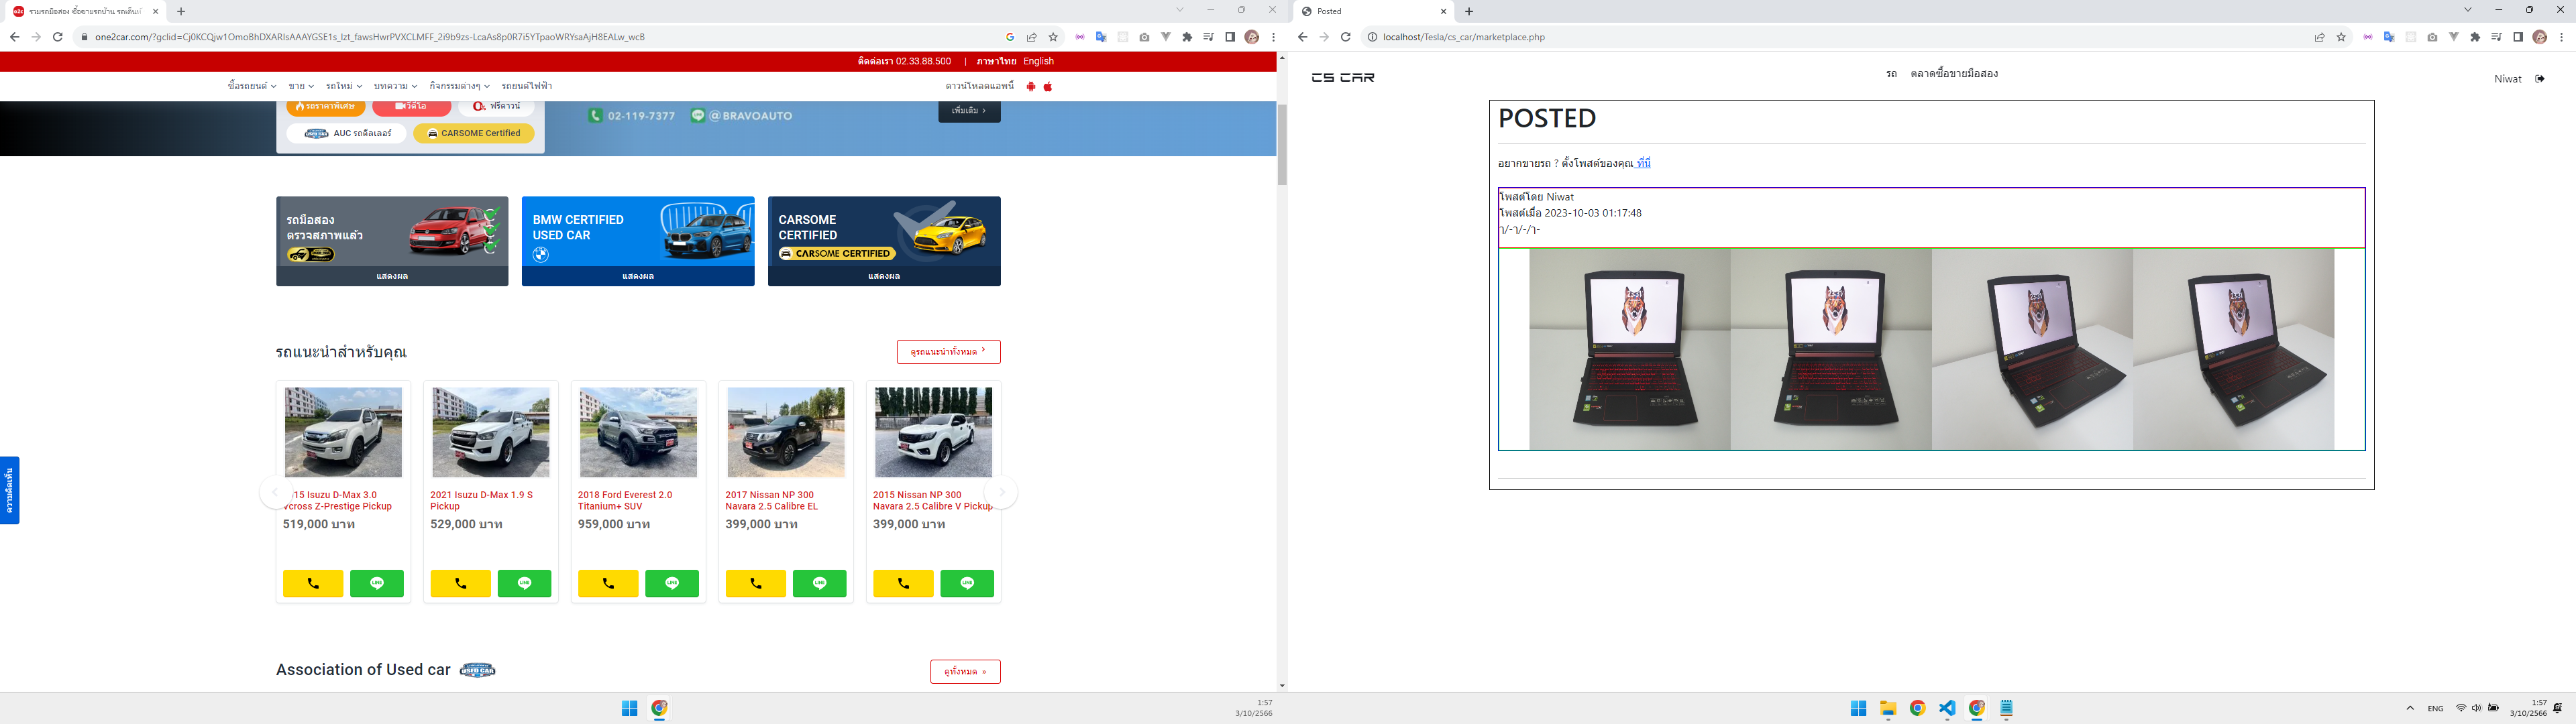 รวมรถมือสอง ซื้อขายรถบ้าน รถเต็นท์
one2car.com/?gclid=Cj0KCQjw1OmoBhDXARIsAAAYGSE1s_lzt_fawsHwrPVXCLMFF_2i9b9zs-LcaAs8p0R7i5YTpaoWRYsaAjH8EALw_wcB
ติดต่อเรา 02.33.88.500 | ภาษาไทย English
ซื้อรถยนต์ ขาย รถใหม่ บทความ กิจกรรมต่างๆ รถยนต์ไฟฟ้า ดาวน์โหลดแอพนี้
รถราคาพิเศษ วีดีโอ ฟรีดาวน์
02-119-7377 @BRAVOAUTO เพิ่มเติม >
AUC รถดีลเลอร์ CARSOME Certified
รถมือสอง
ตรวจสภาพแล้ว
แสดงผล
BMW CERTIFIED
USED CAR
แสดงผล
CARSOME
CERTIFIED
CARSOME CERTIFIED
แสดงผล
รถแนะนำสำหรับคุณ
ดูรถแนะนำทั้งหมด >
2015 Isuzu D-Max 3.0
Vcross Z-Prestige Pickup
519,000 บาท
2021 Isuzu D-Max 1.9 S
Pickup
529,000 บาท
2018 Ford Everest 2.0
Titanium+ SUV
959,000 บาท
2017 Nissan NP 300
Navara 2.5 Calibre EL
399,000 บาท
2015 Nissan NP 300
Navara 2.5 Calibre V Pickup
399,000 บาท
LINE
LINE
LINE
LINE
LINE
ความคิดเห็น
Association of Used car USED CAR
ดูทั้งหมด »
1:57
3/10/2566
Posted
localhost/Tesla/cs_car/marketplace.php
CS CAR
รถ ตลาดซื้อขายมือสอง
Niwat
POSTED
อยากขายรถ ? ตั้งโพสต์ของคุณ ที่นี่
โพสต์โดย Niwat
โพสต์เมื่อ 2023-10-03 01:17:48
ๅ/-ๅ/-/ๅ-
ENG
1:57
3/10/2566